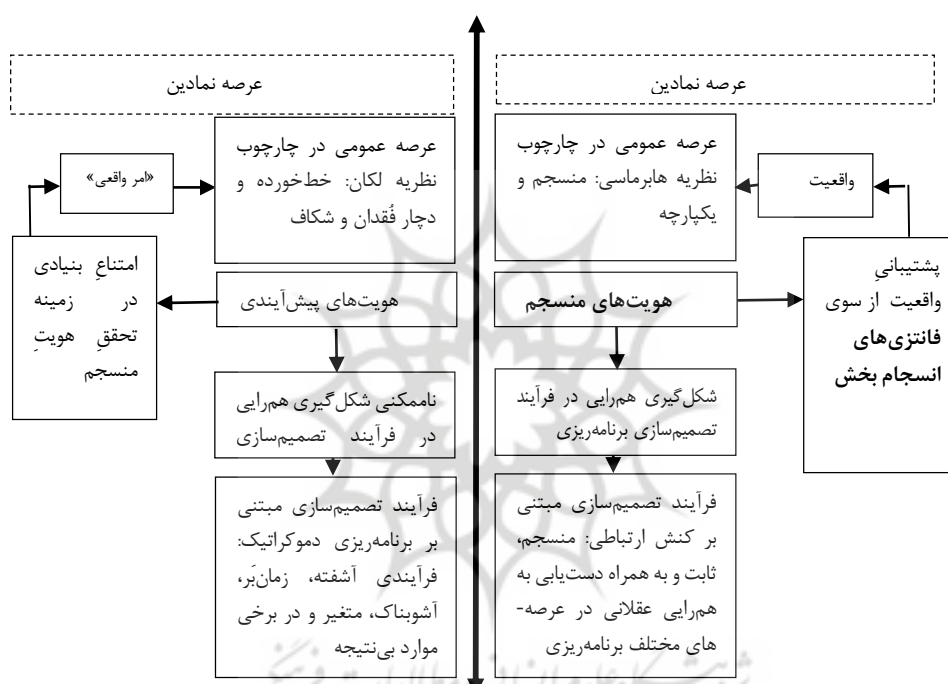 عرصه نمادین
عرصه عمومی در چارچوب
نظریه هابرماسی: منسجم و
یکپارچه
واقعیت
پشتیبانیِ
واقعیت از سوی
فانتزی‌های
انسجام بخش
هویت‌های منسجم
شکل‌گیری هم‌رایی در فرآیند
تصمیم‌سازی برنامه‌ریزی
فرآیند تصمیم‌سازی مبتنی
بر کنش ارتباطی: منسجم،
ثابت و به همراه دست‌یابی به
هم‌رایی عقلانی در عرصه-
های مختلف برنامه‌ریزی
عرصه نمادین
عرصه عمومی در چارچوب
نظریه لکان: خط‌خورده و
دچار فُقدان و شکاف
«امر واقعی»
امتناعِ بنیادی
در زمینه
تحققِ هویتِ
منسجم
هویت‌های پیش‌آیندی
ناممکنی شکل‌گیری هم‌رایی
در فرآیند تصمیم‌سازی
فرآیند تصمیم‌سازی مبتنی
بر برنامه‌ریزی دموکراتیک:
فرآیندی آشفته، زمان‌بَر،
آشوبناک، متغیر و در برخی
موارد بی‌نتیجه